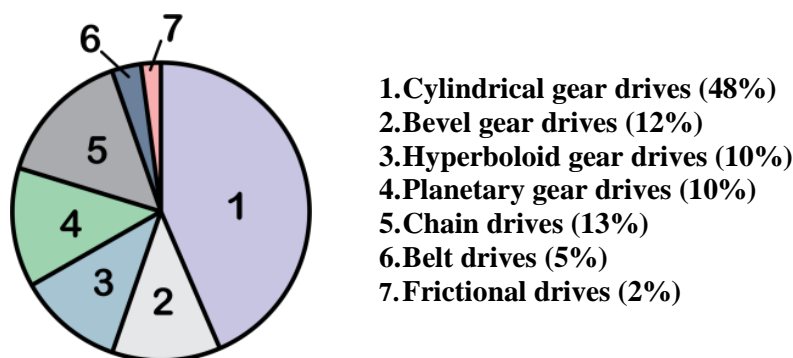 6 7
5
4
3
2
1
1.Cylindrical gear drives (48%)
2.Bevel gear drives (12%)
3.Hyperboloid gear drives (10%)
4.Planetary gear drives (10%)
5.Chain drives (13%)
6.Belt drives (5%)
7.Frictional drives (2%)